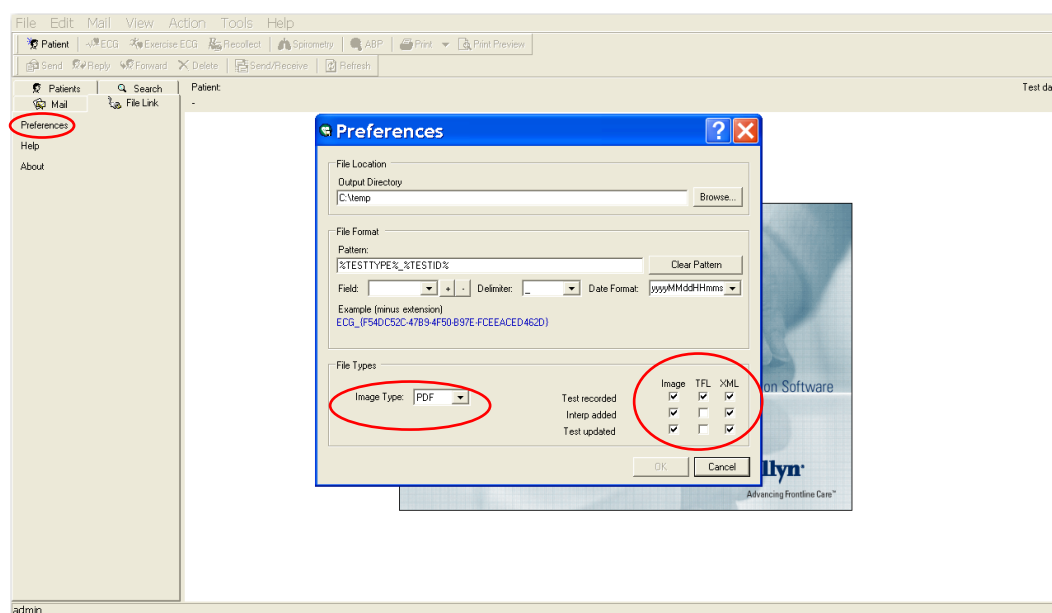 File Edit Mail View Action Tools Help
Patient ECG Exercise ECG Recollect Spirometry ABP Print Print Preview
Send Reply Forward Delete Send/Receive Refresh
Patients Search Patient: Test da
Mail File Link -
Preferences
Help
About
Preferences
File Location
Output Directory
C:\temp Browse...
File Format
Pattern:
%TESTTYPE%_%TESTID% Clear Pattern
Field: + - Delimiter: _ Date Format: yyyyMMddHHmms
Example (minus extension)
ECG_{F54DC52C-47B9-4F50-B97E-FCEEACED462D}
File Types
Image TFL XML
Image Type: PDF Test recorded
Interp added
Test updated
OK Cancel
on Software
llyn
Advancing Frontline Care™
admin